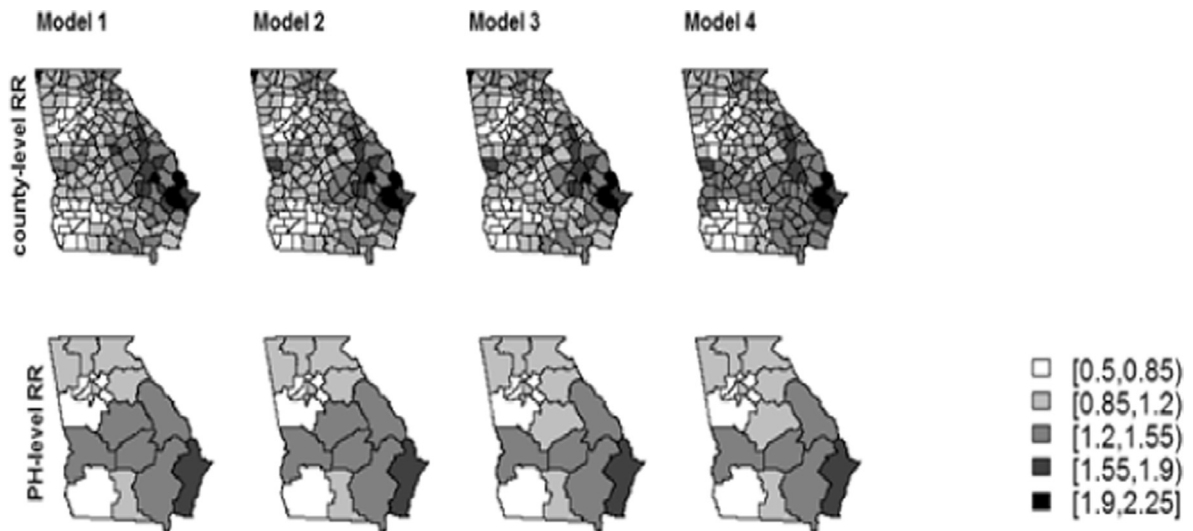 Model 1
Model 2
Model 3
Model 4
county-level RR
PH-level RR
[0.5,0.85)
[0.85,1.2)
[1.2,1.55)
[1.55,1.9)
[1.9,2.25]